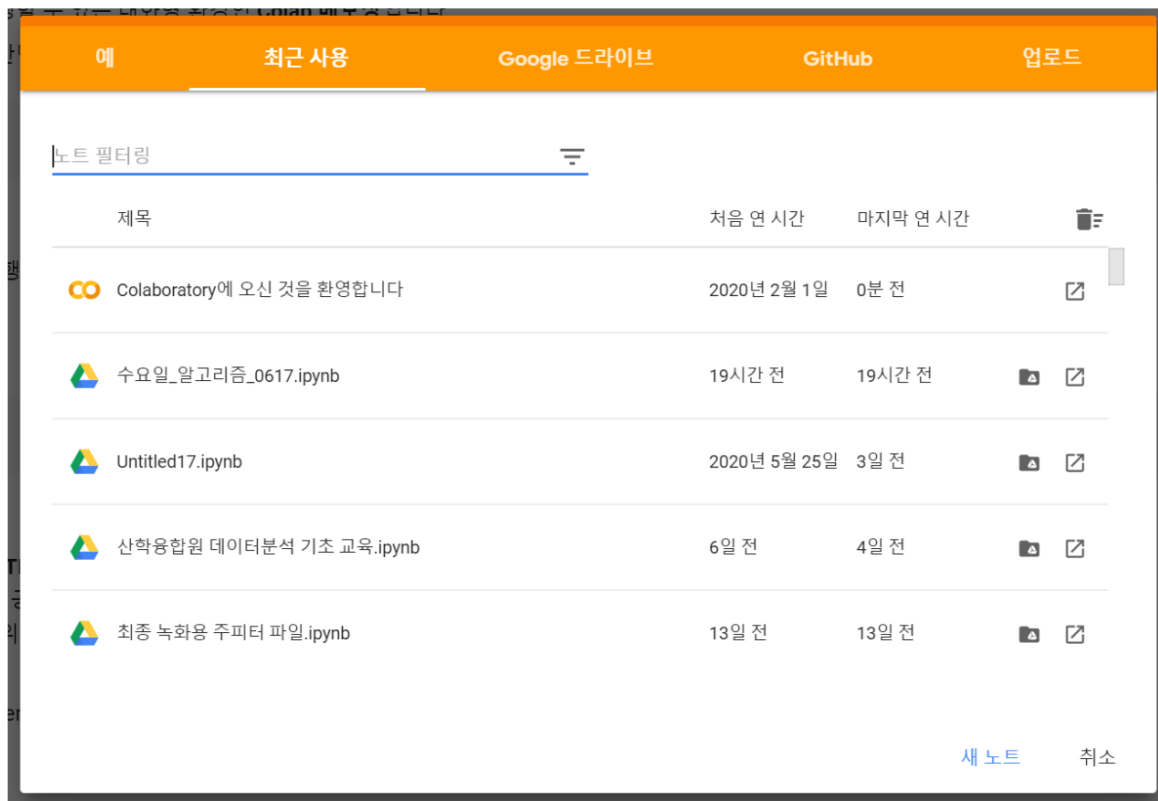 예 최근 사용 Google 드라이브 GitHub 업로드
노트 필터링
제목 처음 연 시간 마지막 연 시간
Colaboratory에 오신 것을 환영합니다 2020년 2월 1일 0분 전
수요일_알고리즘_0617.ipynb 19시간 전 19시간 전
Untitled17.ipynb 2020년 5월 25일 3일 전
산학융합원 데이터분석 기초 교육.ipynb 6일 전 4일 전
최종 녹화용 주피터 파일.ipynb 13일 전 13일 전
새 노트 취소